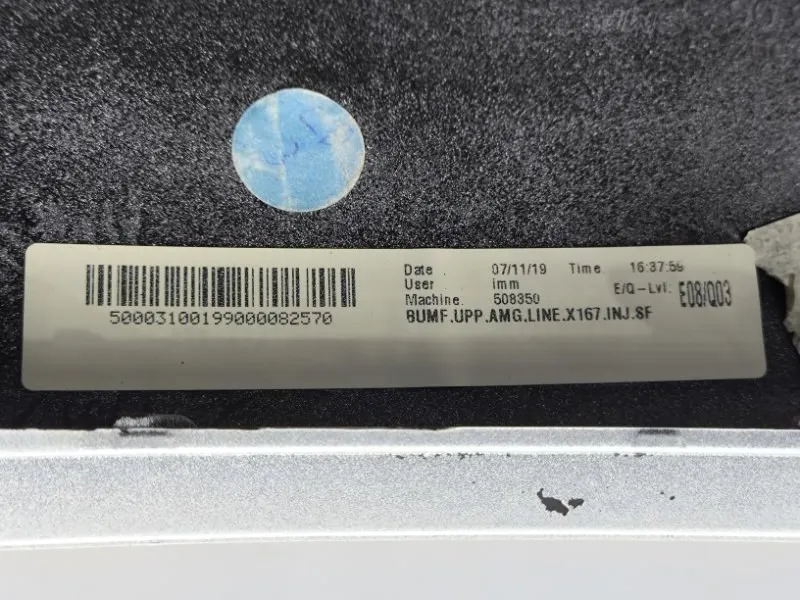 Date 07/11/19 Time 16:37:59
User imm E/Q-Lvl: E08/Q03
Machine. 508350
50003100199000082570
BUMF.UPP.AMG.LINE.X167.INJ.SF